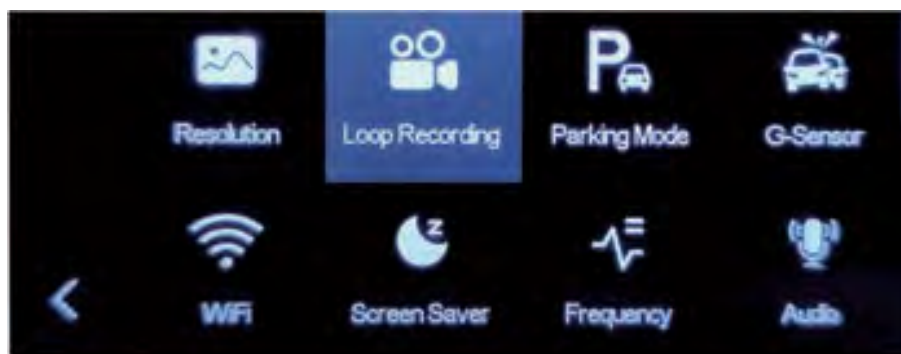 Resolution
Loop Recording
Parking Mode
G-Sensor
WiFi
Screen Saver
Frequency
Audio